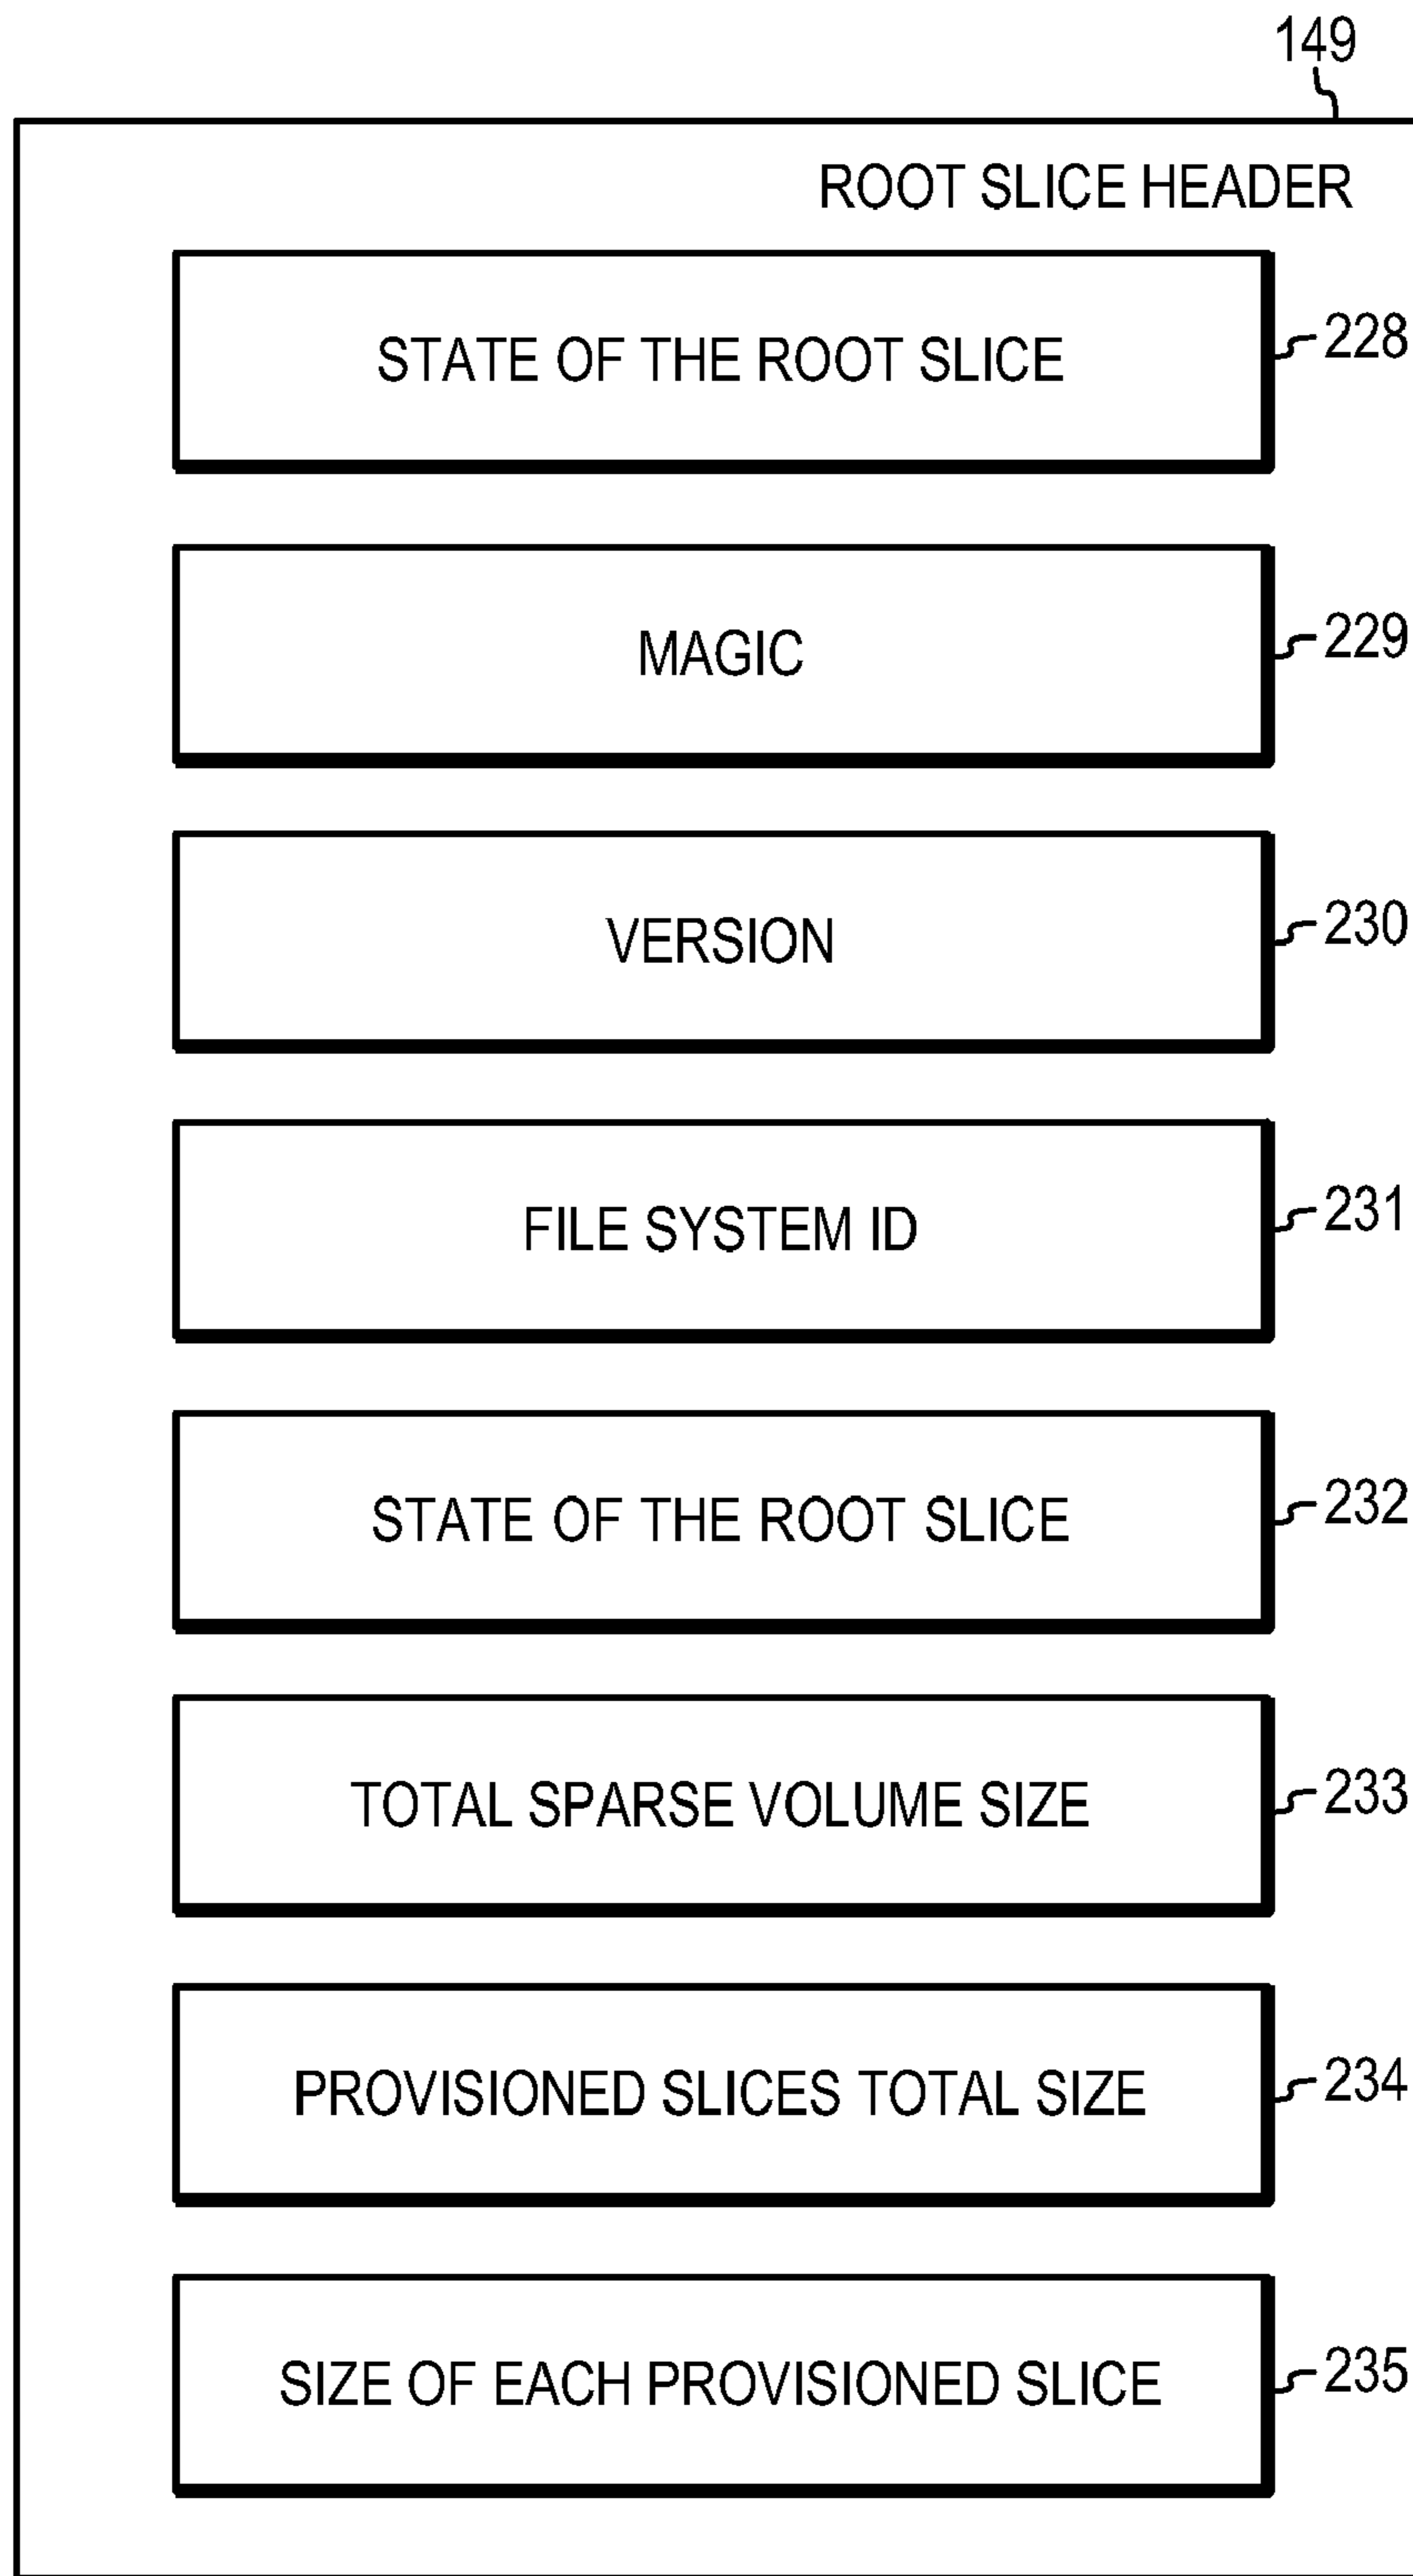 149
ROOT SLICE HEADER
STATE OF THE ROOT SLICE
228
MAGIC
229
VERSION
230
FILE SYSTEM ID
231
STATE OF THE ROOT SLICE
232
TOTAL SPARSE VOLUME SIZE
233
PROVISIONED SLICES TOTAL SIZE
234
SIZE OF EACH PROVISIONED SLICE
235